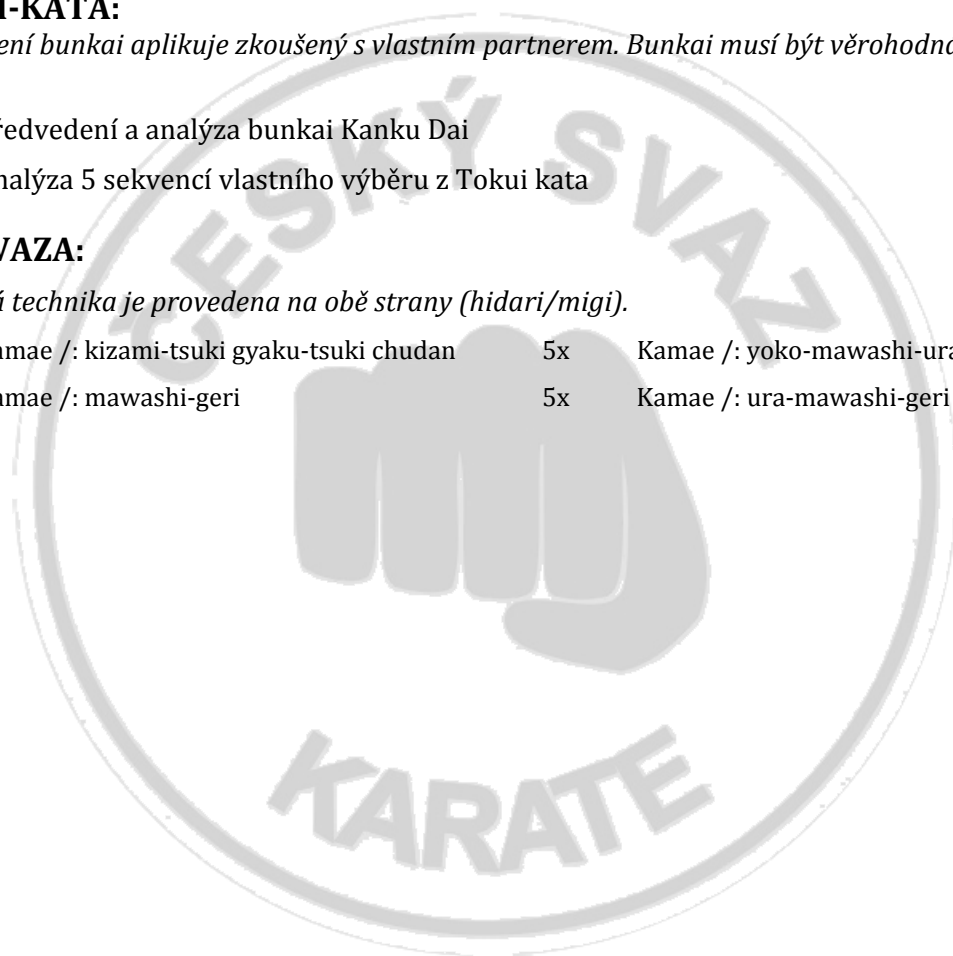 I-KATA:
ení bunkai aplikuje zkoušený s vlastním partnerem. Bunkai musí být věrohodná
ředvedení a analýza bunkai Kanku Dai
nalýza 5 sekvencí vlastního výběru z Tokui kata
VAZA:
á technika je provedena na obě strany (hidari/migi).
amae /: kizami-tsuki gyaku-tsuki chudan 5x Kamae /: yoko-mawashi-ura
amae /: mawashi-geri 5x Kamae /: ura-mawashi-geri
ČESKÝ SVAZ
KARATE